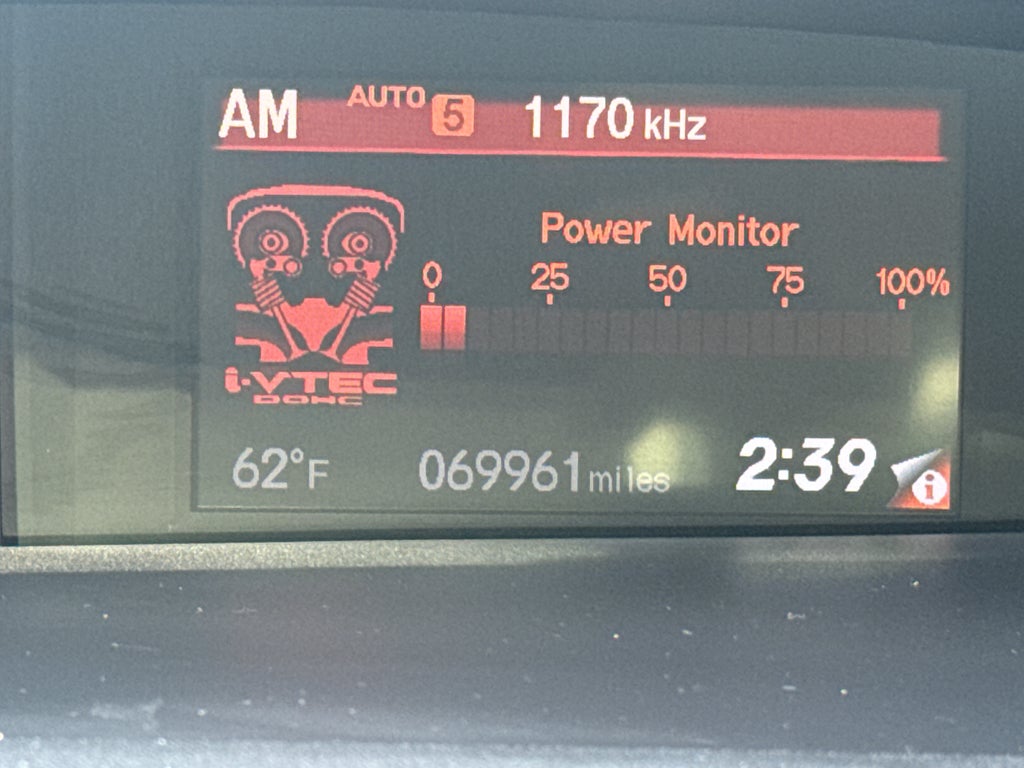 AM AUTO 5 1170 kHz
Power Monitor
0 25 50 75 100%
i-VTEC
DOHC
62°F 069961 miles 2:39 i